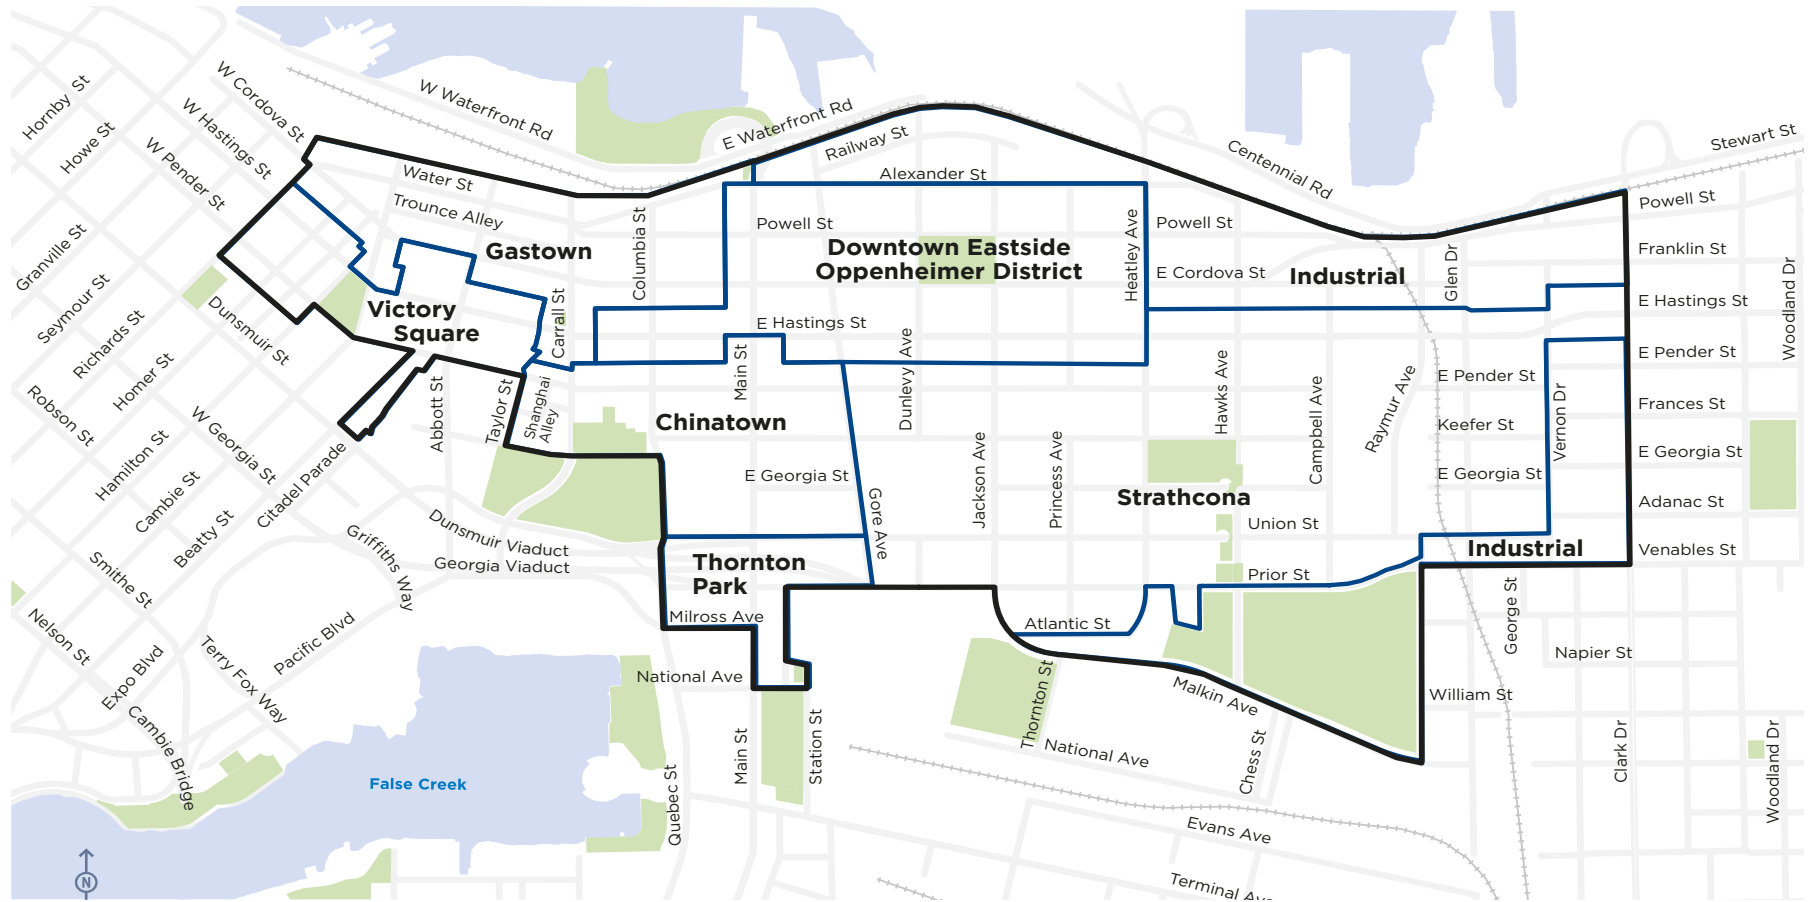 Hornby St
Howe St
W Cordova St
W Hastings St
W Pender St
W Waterfront Rd
E Waterfront Rd
Railway St
Centennial Rd
Stewart St
Water St
Trounce Alley
Alexander St
Powell St
Powell St
Powell St
Granville St
Seymour St
Richards St
Dunsmuir St
Homer St
Gastown
Columbia St
Downtown Eastside
Oppenheimer District
Heatley Ave
E Cordova St
Industrial
Glen Dr
Franklin St
E Hastings St
Woodland Dr
Victory
Square
Carrall St
E Hastings St
Main St
Dunlevy Ave
Hawks Ave
Campbell Ave
Raymur Ave
E Pender St
E Pender St
Vernon Dr
Frances St
Robson St
Hamilton St
W Georgia St
Cambie St
Citadel Parade
Beatty St
Abbott St
Taylor St
Shanghai
Alley
Chinatown
Keefer St
E Georgia St
E Georgia St
E Georgia St
Gore Ave
Jackson Ave
Princess Ave
Strathcona
Adanac St
Union St
Industrial
Venables St
Smithe St
Griffiths Way
Dunsmuir Viaduct
Georgia Viaduct
Thornton
Park
Prior St
Milross Ave
Atlantic St
George St
Napier St
Nelson St
Expo Blvd
Terry Fox Way
Pacific Blvd
National Ave
Thornton St
Malkin Ave
William St
Cambie Bridge
False Creek
Quebec St
Main St
Station St
National Ave
Chess St
Clark Dr
Woodland Dr
Evans Ave
Terminal Ave
N